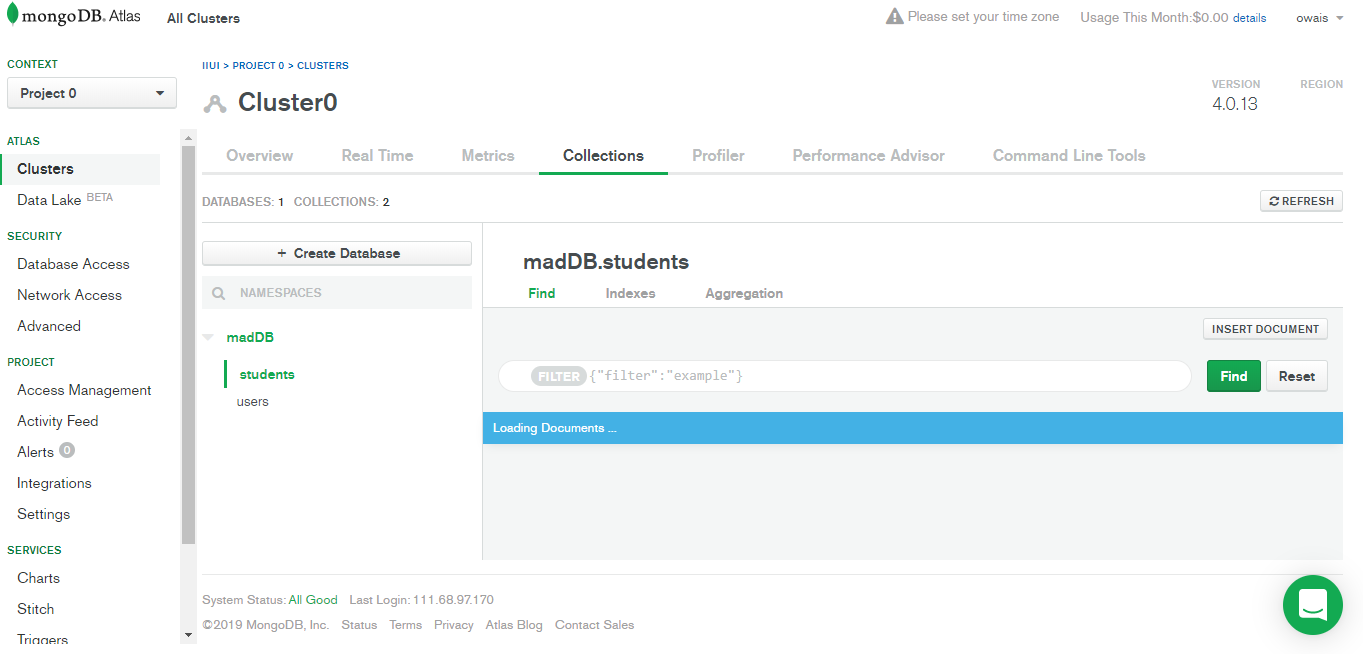 mongoDB. Atlas All Clusters Please set your time zone Usage This Month:$0.00 details owais
CONTEXT
Project 0
ATLAS
Clusters
Data Lake BETA
SECURITY
Database Access
Network Access
Advanced
PROJECT
Access Management
Activity Feed
Alerts 0
Integrations
Settings
SERVICES
Charts
Stitch
Triggers
IIUI > PROJECT 0 > CLUSTERS
Cluster0
VERSION REGION
4.0.13
Overview Real Time Metrics Collections Profiler Performance Advisor Command Line Tools
DATABASES: 1 COLLECTIONS: 2 REFRESH
+ Create Database
NAMESPACES
madDB
students
users
madDB.students
Find Indexes Aggregation
INSERT DOCUMENT
FILTER {"filter":"example"} Find Reset
Loading Documents ...
System Status: All Good Last Login: 111.68.97.170
©2019 MongoDB, Inc. Status Terms Privacy Atlas Blog Contact Sales